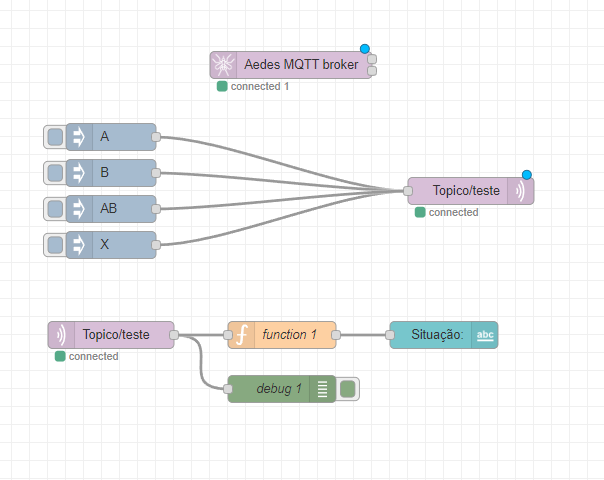 Aedes MQTT broker
connected 1
A
B
AB
X
Topico/teste
connected
Topico/teste
connected
function 1
Situação:
abc
debug 1